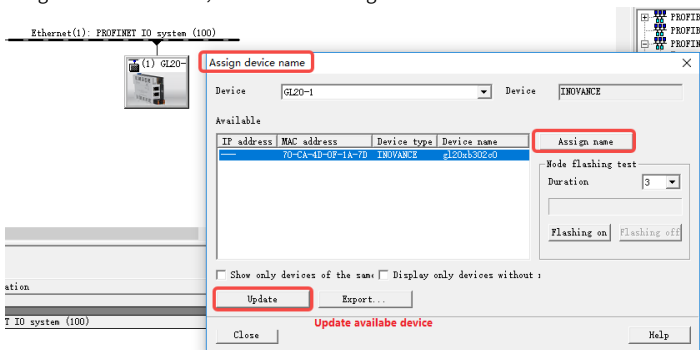 Ethernet(1): PROFINET IO system (100)
PROFIB
PROFIB
PROFIN
(1) GL20-
Assign device name
Device
GL20-1
Device
INOVANCE
Available
IP address
MAC address
Device type
Device name
70-CA-4D-0F-1A-7D
INOVANCE
gl20xb302c0
Assign name
Node flashing test
Duration
3
Flashing on
Flashing off
Show only devices of the same
Display only devices without
Update
Export...
Update availabe device
Close
Help
ation
T IO system (100)